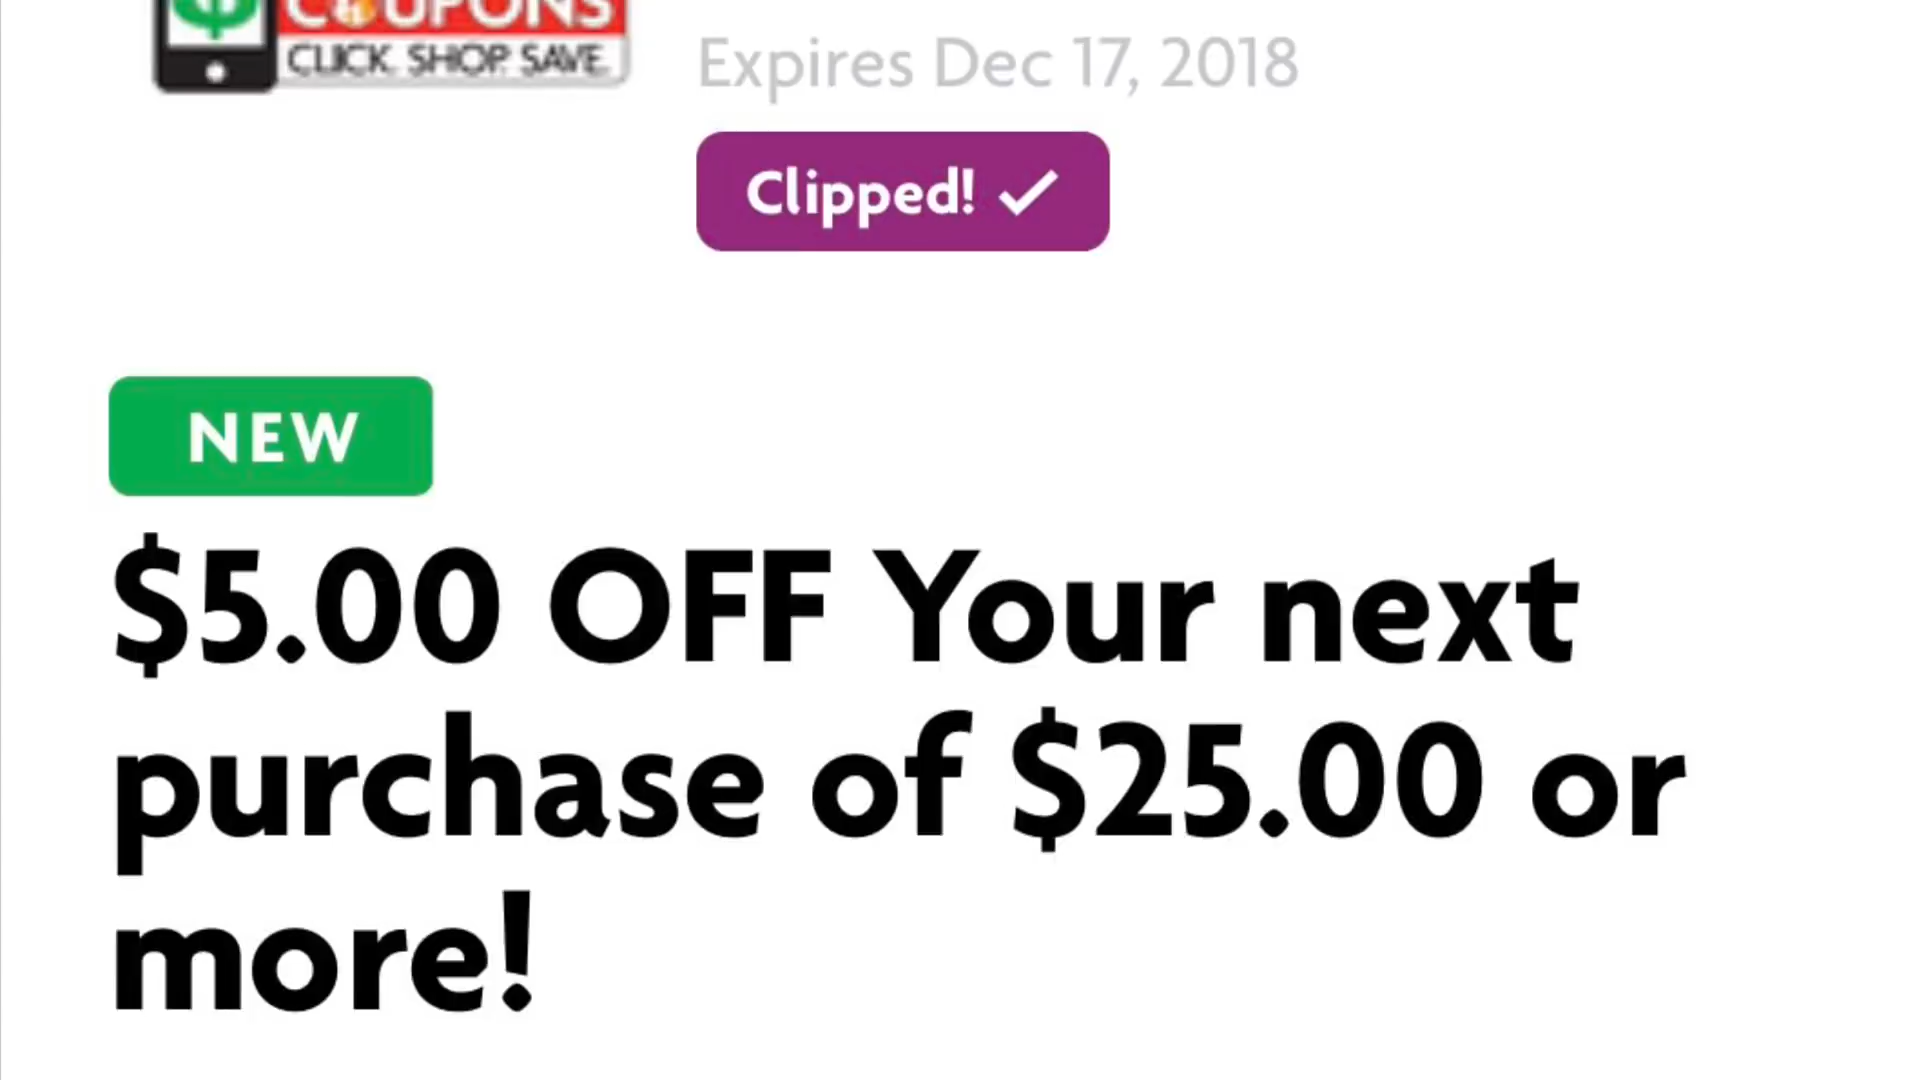 COUPONS
CLICK. SHOP. SAVE.
Expires Dec 17, 2018
Clipped!
NEW
$5.00 OFF Your next
purchase of $25.00 or
more!